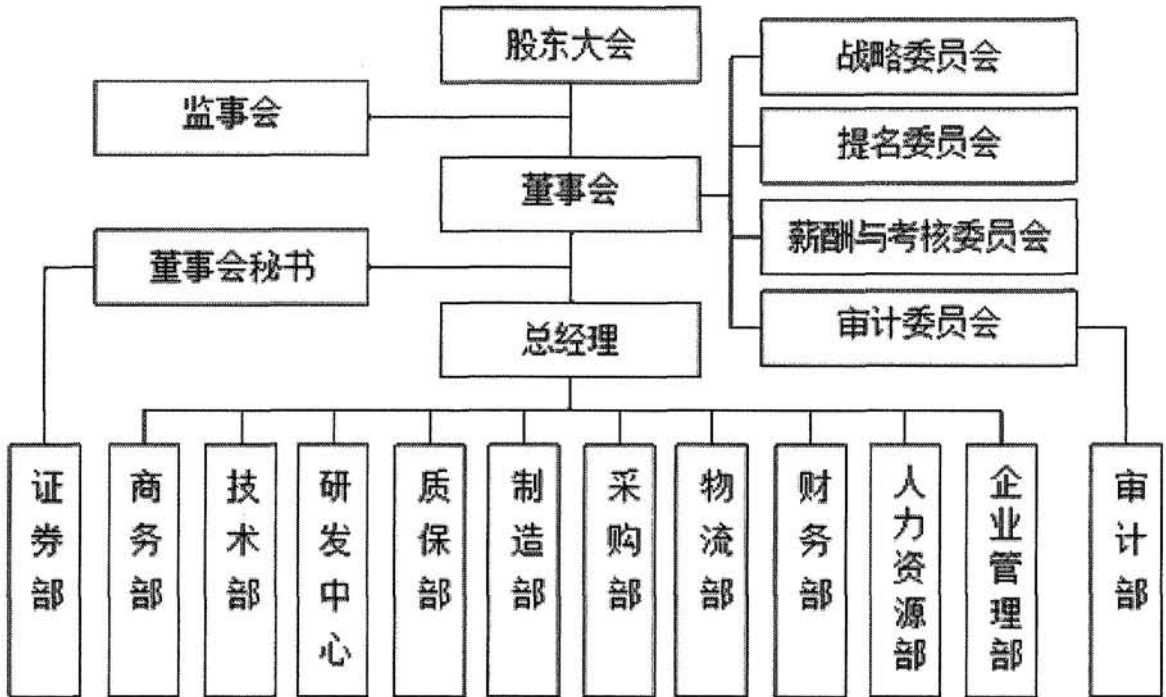 股东大会
战略委员会
监事会
提名委员会
董事会
薪酬与考核委员会
董事会秘书
审计委员会
总经理
证券部
商务部
技术部
研发中心
质保部
制造部
采购部
物流部
财务部
人力资源部
企业管理部
审计部